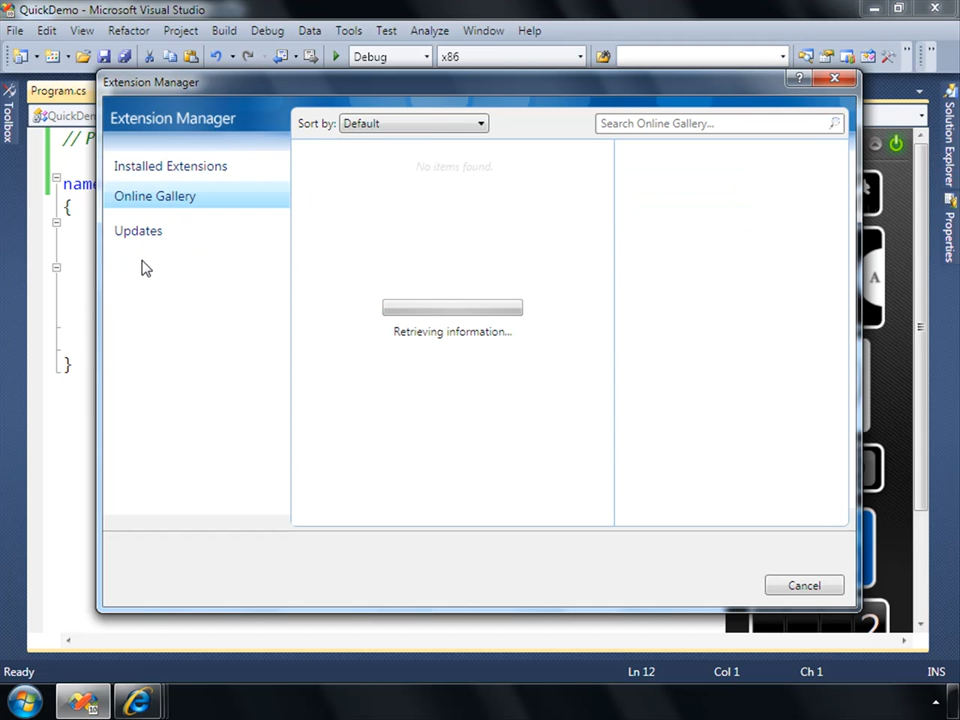 QuickDemo - Microsoft Visual Studio
File Edit View Refactor Project Build Debug Data Tools Test Analyze Window Help
Debug x86
Program.cs
Extension Manager
Toolbox
Solution Explorer
Properties
QuickDem
// P
name
{
}
Extension Manager
Sort by: Default
Search Online Gallery...
Installed Extensions
No items found.
Online Gallery
Updates
A
Retrieving information...
Cancel
2
Ready Ln 12 Col 1 Ch 1 INS
10